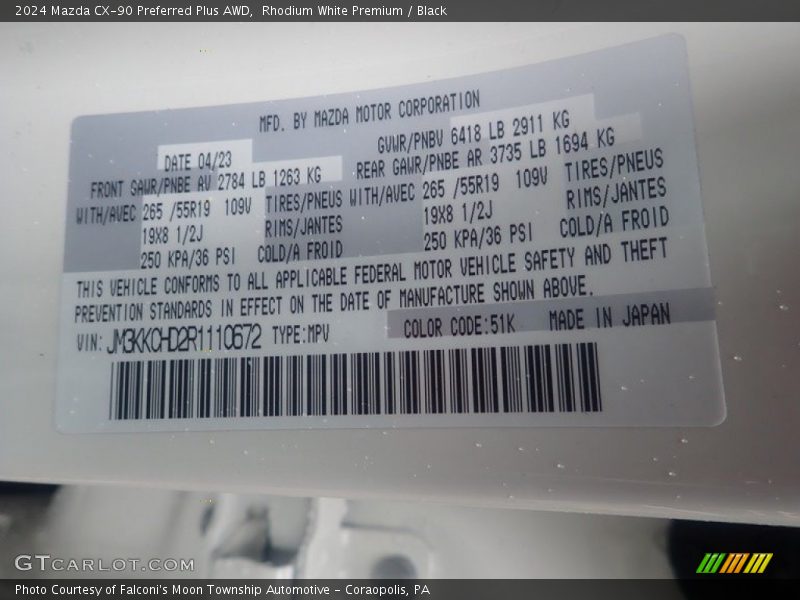 2024 Mazda CX-90 Preferred Plus AWD,  Rhodium White Premium / Black
MFD. BY MAZDA MOTOR CORPORATION
DATE 04/23 GVWR/PNBV 6418 LB 2911 KG
FRONT GAWR/PNBE AV 2784 LB 1263 KG REAR GAWR/PNBE AR 3735 LB 1694 KG
WITH/AVEC 265 /55R19 109V TIRES/PNEUS WITH/AVEC 265 /55R19 109V TIRES/PNEUS
19X8 1/2J RIMS/JANTES 19X8 1/2J RIMS/JANTES
250 KPA/36 PSI COLD/A FROID 250 KPA/36 PSI COLD/A FROID
THIS VEHICLE CONFORMS TO ALL APPLICABLE FEDERAL MOTOR VEHICLE SAFETY AND THEFT
PREVENTION STANDARDS IN EFFECT ON THE DATE OF MANUFACTURE SHOWN ABOVE.
VIN: JM3KKCHD2R1110672 TYPE:MPV COLOR CODE:51K MADE IN JAPAN
GTCARLOT.COM
Photo Courtesy of Falconi's Moon Township Automotive - Coraopolis, PA